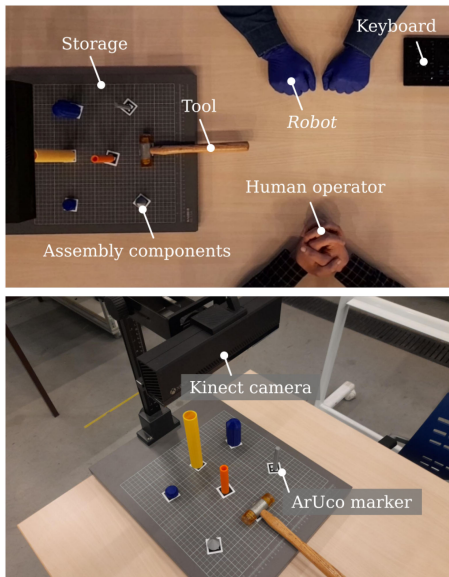 Keyboard
Storage
Tool
Robot
Human operator
Assembly components
Kinect camera
ArUco marker